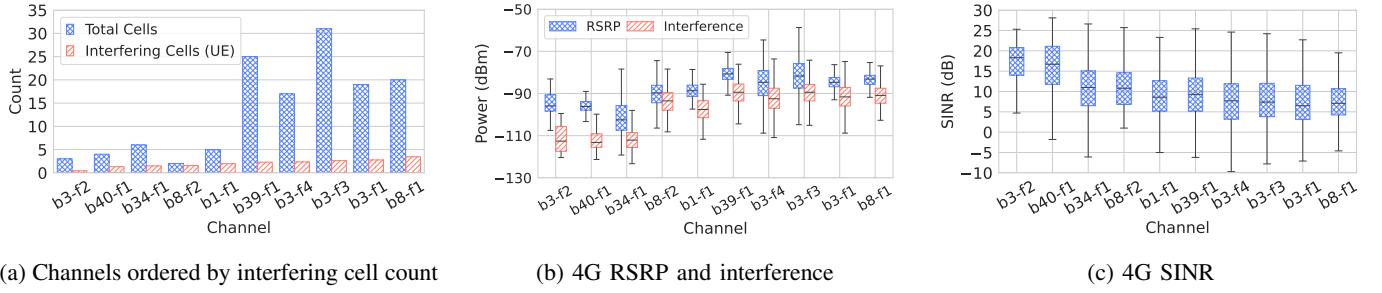 35
30
25
20
15
10
5
0
Count
Total Cells
Interfering Cells (UE)
b3-f2
b40-f1
b34-f1
b8-f2
b1-f1
b39-f1
b3-f4
b3-f3
b3-f1
b8-f1
Channel
(a) Channels ordered by interfering cell count
−50
−70
−90
−110
−130
Power (dBm)
RSRP
Interference
b3-f2
b40-f1
b34-f1
b8-f2
b1-f1
b39-f1
b3-f4
b3-f3
b3-f1
b8-f1
Channel
(b) 4G RSRP and interference
30
25
20
15
10
5
0
−5
−10
SINR (dB)
b3-f2
b40-f1
b34-f1
b8-f2
b1-f1
b39-f1
b3-f4
b3-f3
b3-f1
b8-f1
Channel
(c) 4G SINR